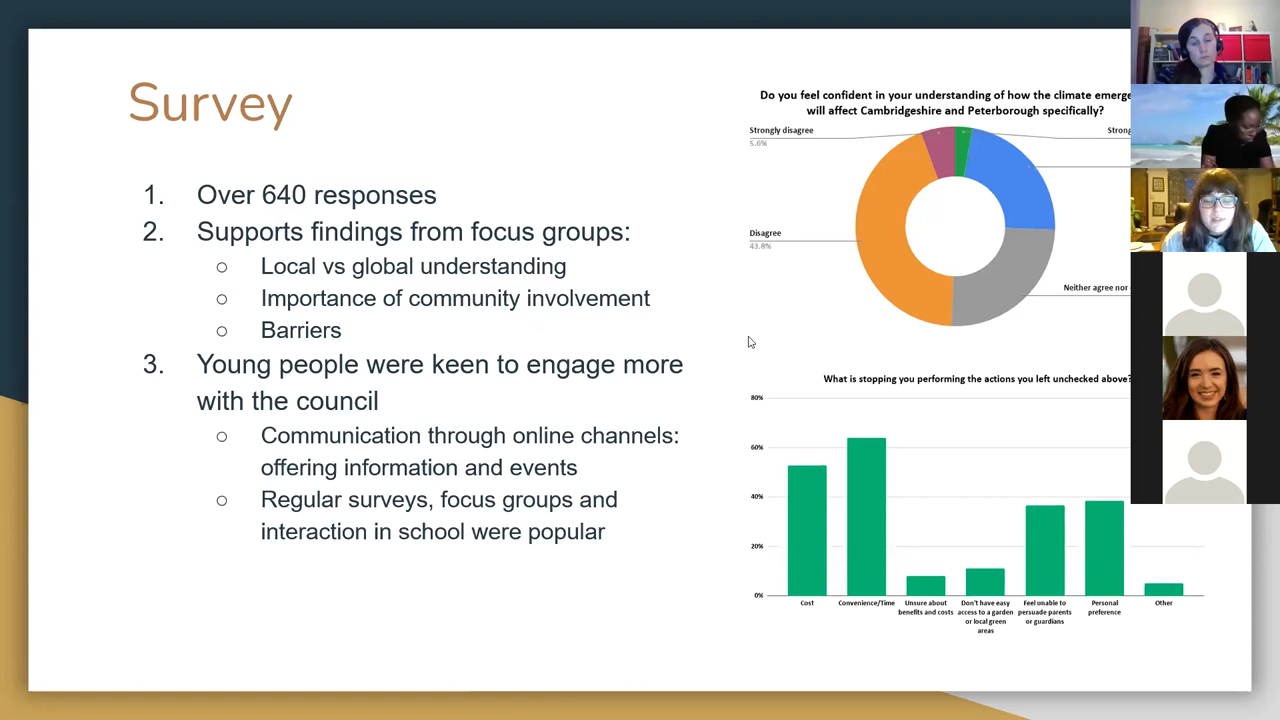 Survey
1. Over 640 responses
2. Supports findings from focus groups:
○ Local vs global understanding
○ Importance of community involvement
○ Barriers
3. Young people were keen to engage more
with the council
○ Communication through online channels:
offering information and events
○ Regular surveys, focus groups and
interaction in school were popular
Do you feel confident in your understanding of how the climate emerge
will affect Cambridgeshire and Peterborough specifically?
Strongly disagree
5.6%
Strong
Disagree
43.8%
Neither agree nor
What is stopping you performing the actions you left unchecked above?
80%
60%
40%
20%
0%
Cost
Convenience/Time
Unsure about
benefits and costs
Don't have easy
access to a garden
or local green
areas
Feel unable to
persuade parents
or guardians
Personal
preference
Other